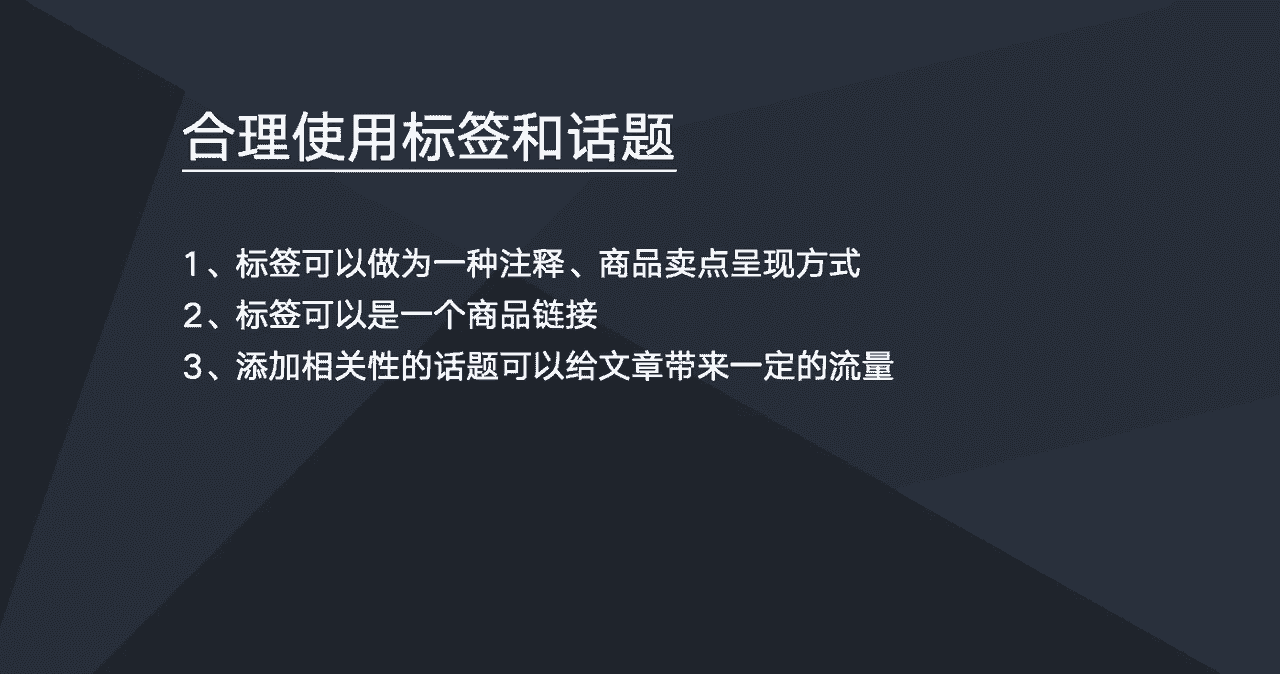 合理使用标签和话题
1、标签可以做为一种注释、商品卖点呈现方式
2、标签可以是一个商品链接
3、添加相关性的话题可以给文章带来一定的流量